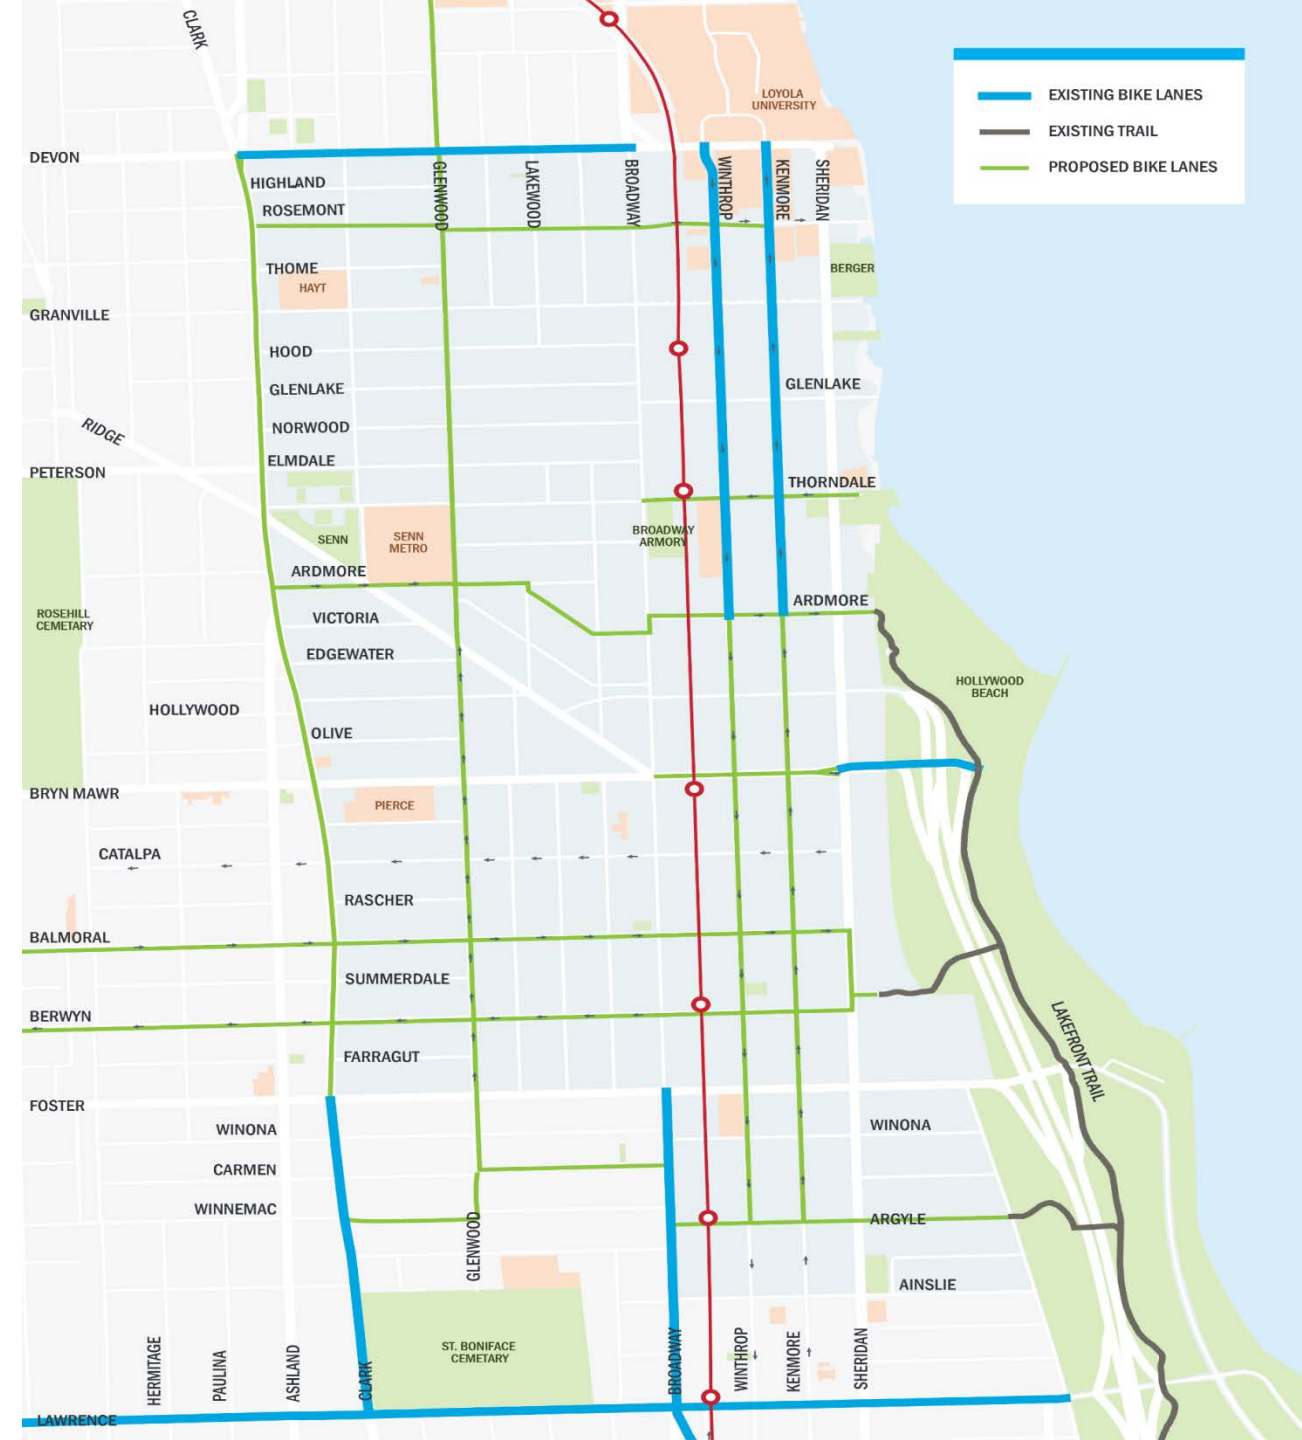 CLARK
EXISTING BIKE LANES
EXISTING TRAIL
PROPOSED BIKE LANES
LOYOLA
UNIVERSITY
DEVON
HIGHLAND
ROSEMONT
GLENWOOD
LAKEWOOD
BROADWAY
WINTHROP
KENMORE
SHERIDAN
THOME
HAYT
BERGER
GRANVILLE
HOOD
GLENLAKE
GLENLAKE
NORWOOD
RIDGE
ELMDALE
PETERSON
THORNDALE
SENN
SENN
METRO
BROADWAY
ARMORY
ARDMORE
ARDMORE
ROSEHILL
CEMETARY
VICTORIA
EDGEWATER
HOLLYWOOD
BEACH
HOLLYWOOD
OLIVE
BRYN MAWR
PIERCE
CATALPA
RASCHER
BALMORAL
SUMMERDALE
BERWYN
LAKEFRONT TRAIL
FARRAGUT
FOSTER
WINONA
WINONA
CARMEN
WINNEMAC
ARGYLE
GLENWOOD
AINSLIE
ST. BONIFACE
CEMETARY
HERMITAGE
PAULINA
ASHLAND
CLARK
BROADWAY
WINTHROP
KENMORE
SHERIDAN
LAWRENCE